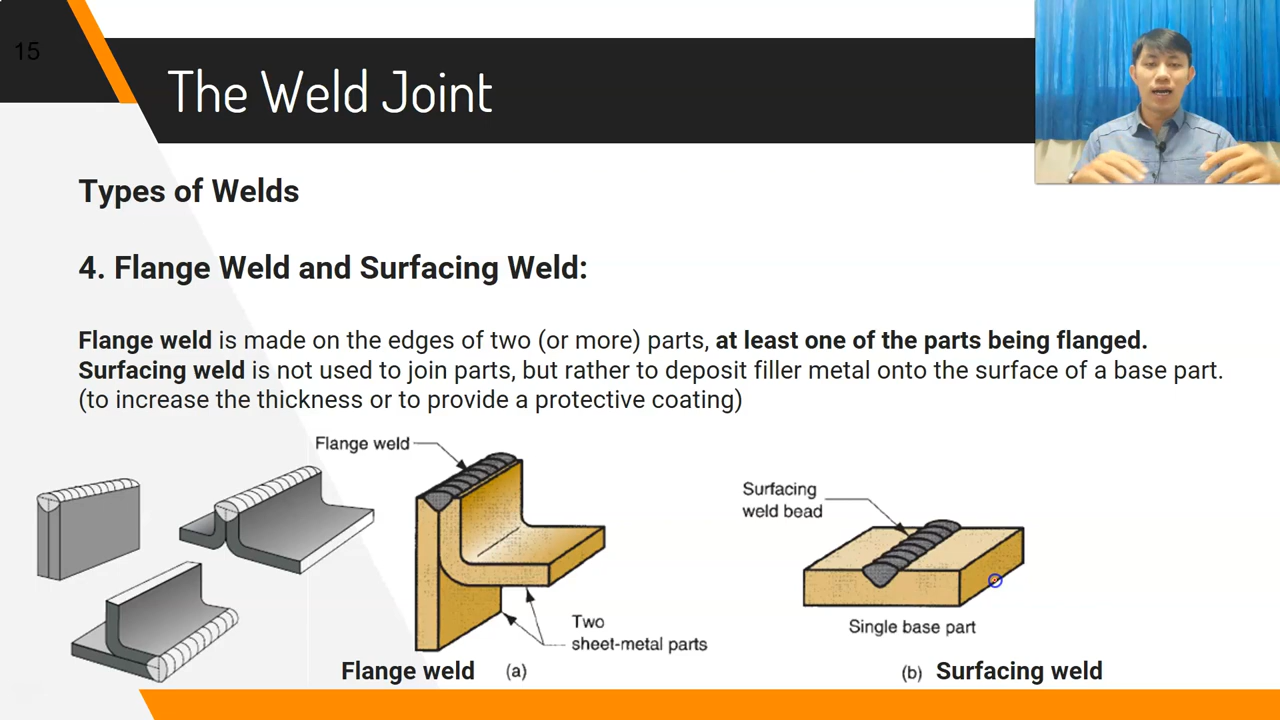 15
The Weld Joint
Types of Welds
4. Flange Weld and Surfacing Weld:
Flange weld is made on the edges of two (or more) parts, at least one of the parts being flanged.
Surfacing weld is not used to join parts, but rather to deposit filler metal onto the surface of a base part.
(to increase the thickness or to provide a protective coating)
Flange weld
Two
sheet-metal parts
Flange weld (a)
Surfacing
weld bead
Single base part
(b) Surfacing weld